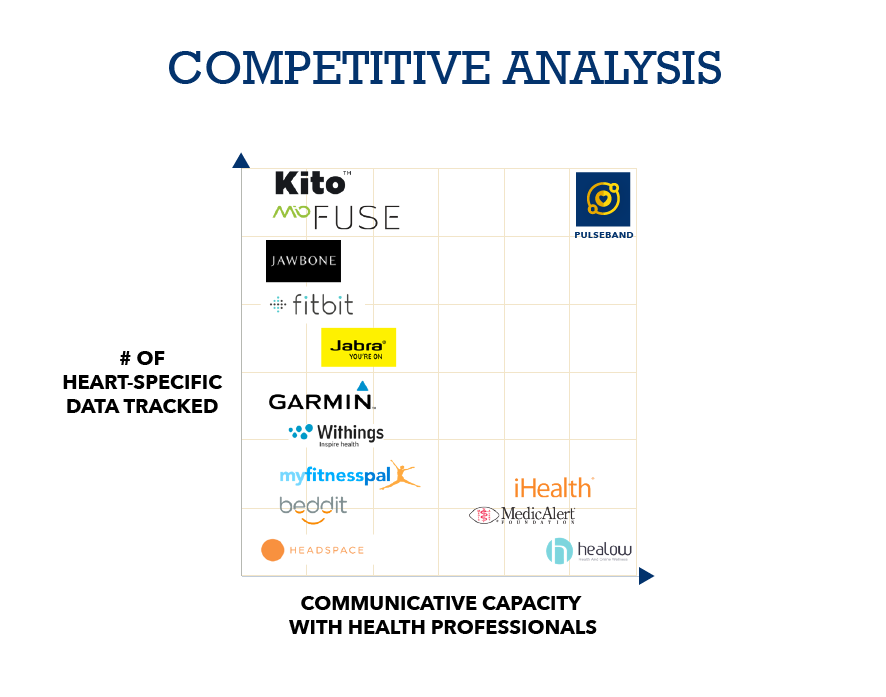 COMPETITIVE ANALYSIS
Kito™
MIO FUSE
PULSEBAND
JAWBONE
fitbit
Jabra®
YOU'RE ON
# OF
HEART-SPECIFIC
DATA TRACKED
GARMIN™
Withings
Inspire health
myfitnesspal
iHealth
beddit
MedicAlert
FOUNDATION
HEADSPACE
healow
COMMUNICATIVE CAPACITY
WITH HEALTH PROFESSIONALS